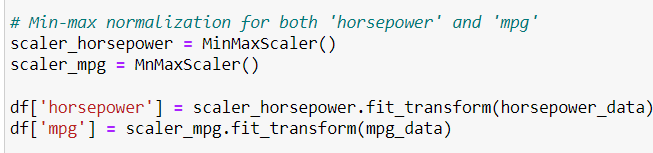 # Min-max normalization for both 'horsepower' and 'mpg'
scaler_horsepower = MinMaxScaler()
scaler_mpg = MnMaxScaler()
df['horsepower'] = scaler_horsepower.fit_transform(horsepower_data)
df['mpg'] = scaler_mpg.fit_transform(mpg_data)